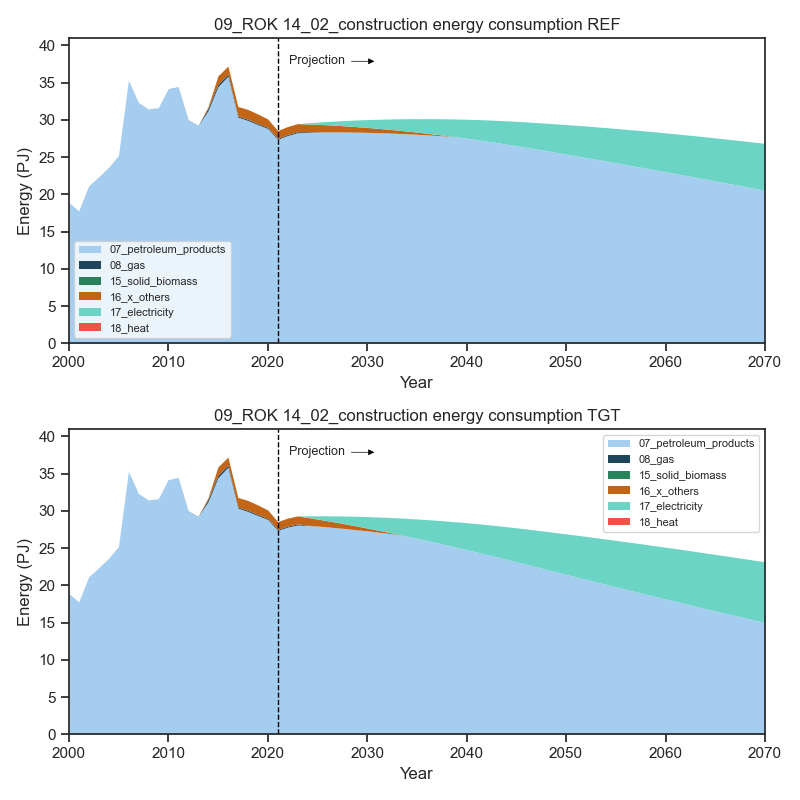 09_ROK 14_02_construction energy consumption REF
40
35
30
25
20
15
10
5
0
Energy (PJ)
Projection
07_petroleum_products
08_gas
15_solid_biomass
16_x_others
17_electricity
18_heat
2000 2010 2020 2030 2040 2050 2060 2070
Year
09_ROK 14_02_construction energy consumption TGT
40
35
30
25
20
15
10
5
0
Energy (PJ)
Projection
07_petroleum_products
08_gas
15_solid_biomass
16_x_others
17_electricity
18_heat
2000 2010 2020 2030 2040 2050 2060 2070
Year